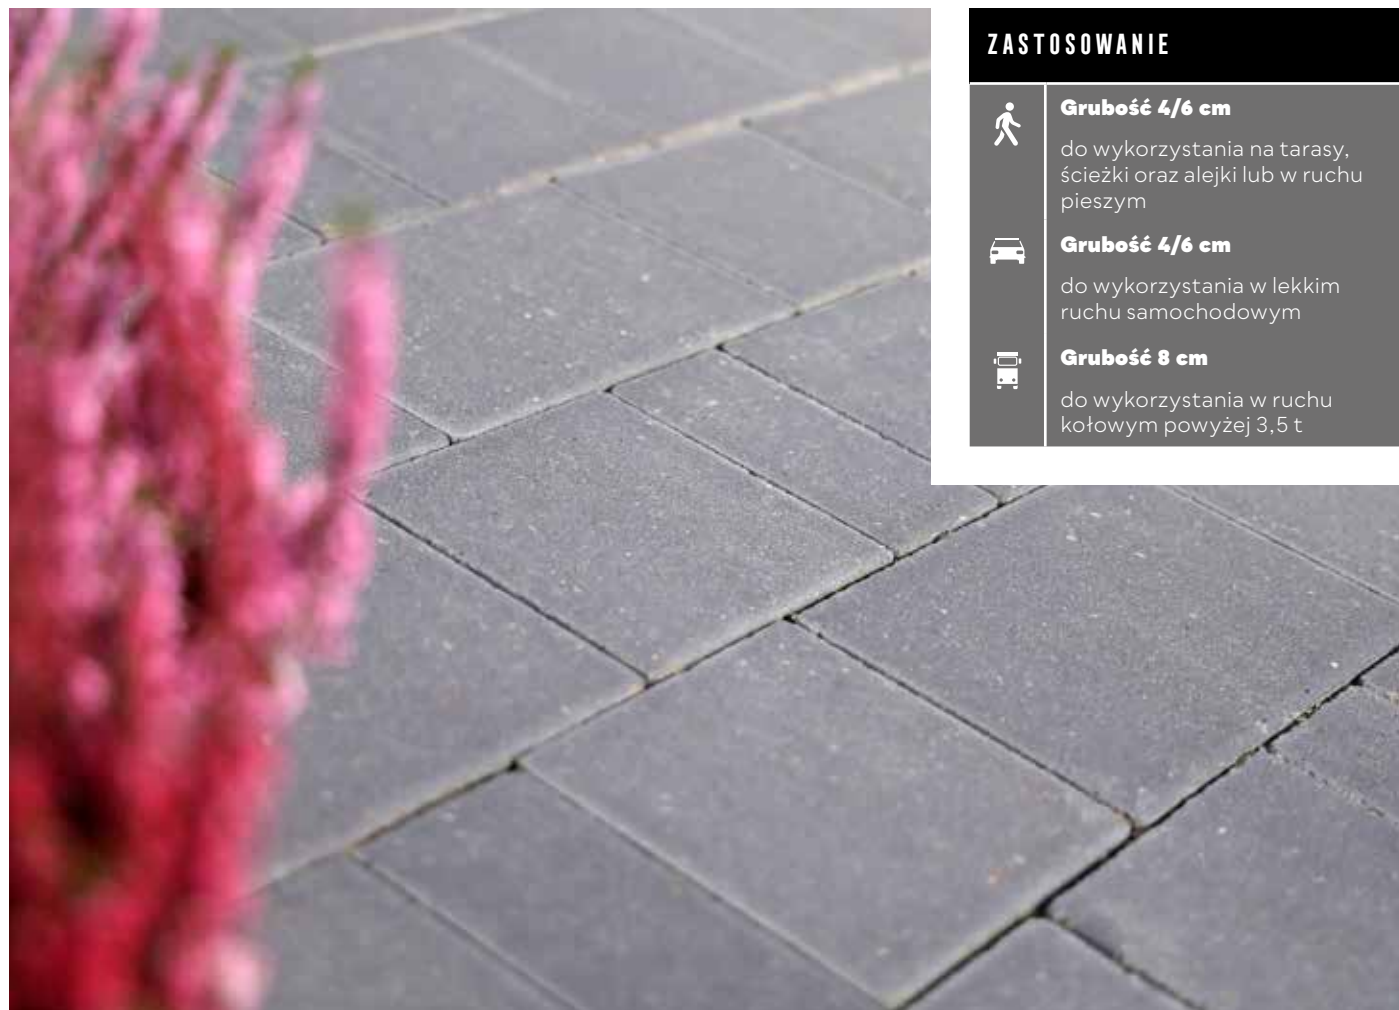 ZASTOSOWANIE
Grubość 4/6 cm
do wykorzystania na tarasy,
ścieżki oraz alejki lub w ruchu
pieszym
Grubość 4/6 cm
do wykorzystania w lekkim
ruchu samochodowym
Grubość 8 cm
do wykorzystania w ruchu
kołowym powyżej 3,5 t